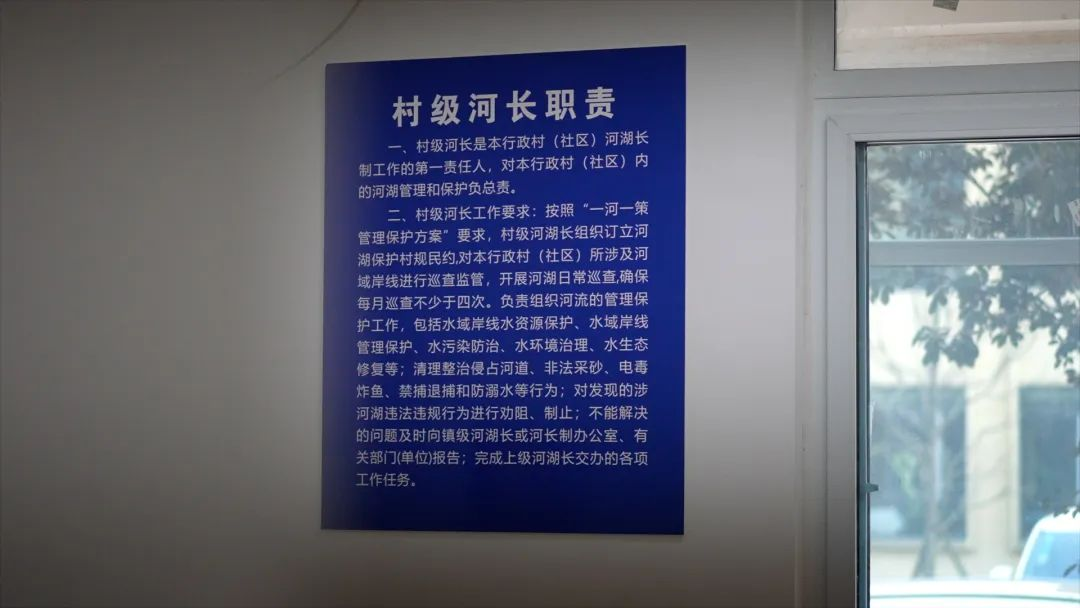 村级河长职责
一、村级河长是本行政村（社区）河湖长
制工作的第一责任人，对本行政村（社区）内
的河湖管理和保护负总责。
二、村级河长工作要求：按照“一河一策
管理保护方案”要求，村级河湖长组织订立河
湖保护村规民约,对本行政村（社区）所涉及河
域岸线进行巡查监管，开展河湖日常巡查,确保
每月巡查不少于四次。负责组织河流的管理保
护工作，包括水域岸线水资源保护、水域岸线
管理保护、水污染防治、水环境治理、水生态
修复等；清理整治侵占河道、非法采砂、电毒
炸鱼、禁捕退捕和防溺水等行为；对发现的涉
河湖违法违规行为进行劝阻、制止；不能解决
的问题及时向镇级河湖长或河长制办公室、有
关部门(单位)报告；完成上级河湖长交办的各项
工作任务。